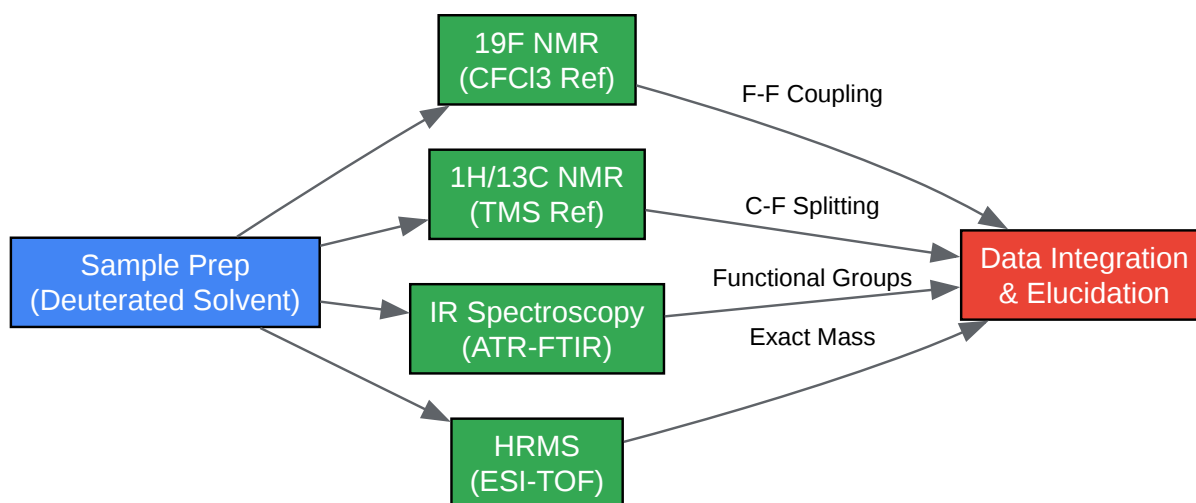 19F NMR
(CFCl3 Ref)
F-F Coupling
1H/13C NMR
(TMS Ref)
C-F Splitting
Sample Prep
(Deuterated Solvent)
Data Integration
& Elucidation
Functional Groups
IR Spectroscopy
(ATR-FTIR)
Exact Mass
HRMS
(ESI-TOF)